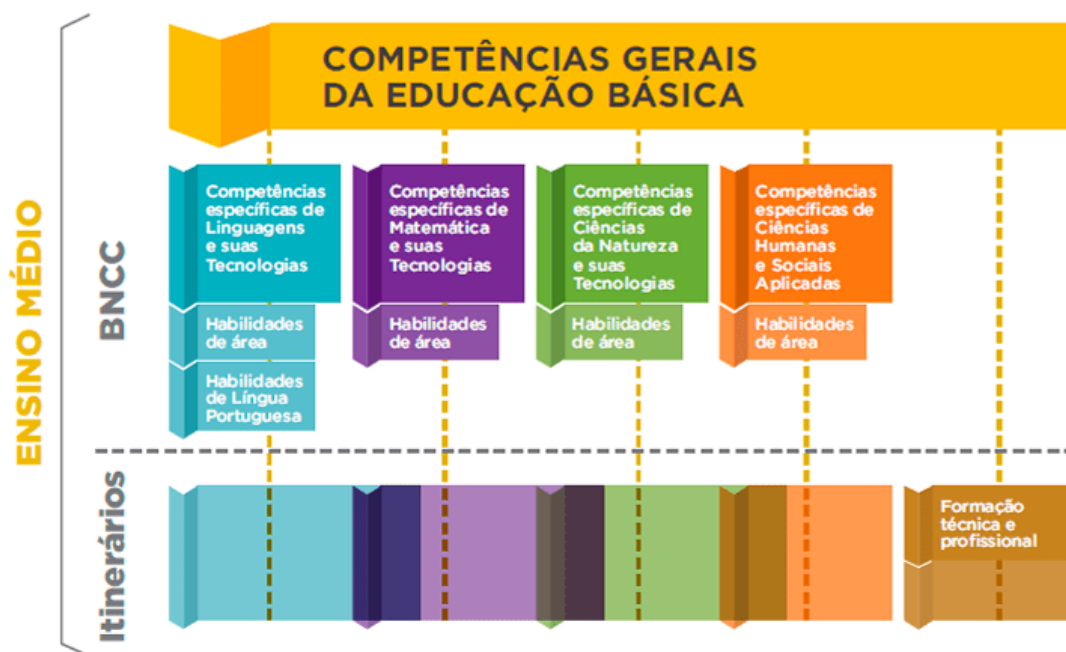 COMPETÊNCIAS GERAIS
DA EDUCAÇÃO BÁSICA
ENSINO MÉDIO
BNCC
Competências
específicas de
Linguagens
e suas
Tecnologias
Habilidades
de área
Habilidades
de Língua
Portuguesa
Competências
específicas de
Matemática
e suas
Tecnologias
Habilidades
de área
Competências
específicas de
Ciências
da Natureza
e suas
Tecnologias
Habilidades
de área
Competências
específicas de
Ciências
Humanas
e Sociais
Aplicadas
Habilidades
de área
Itinerários
Formação
técnica e
profissional